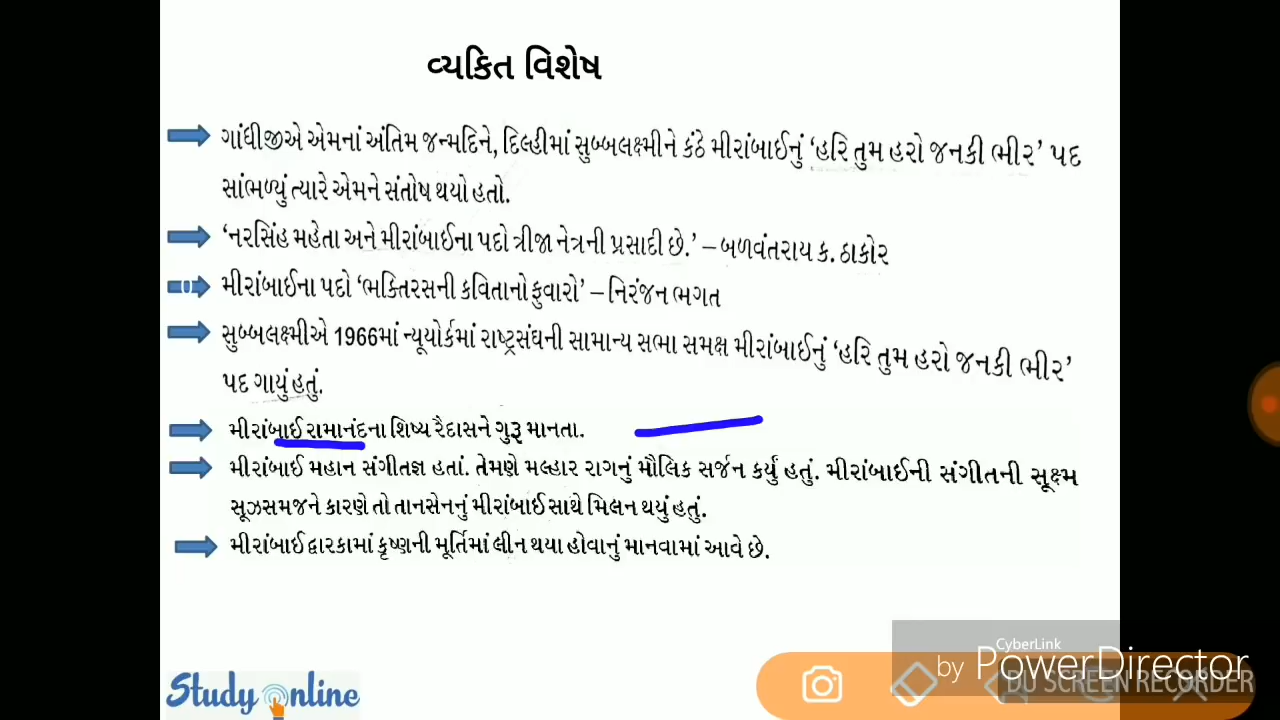 વ્યકિત વિશેષ
ગાંધીજીએ એમનાં અંતિમ જન્મદિને, દિલ્હીમાં સુબ્બલક્ષ્મીને કંઠે મીરાંબાઈનું ‘હરિ તુમ હરો જનકી ભીર’ પદ
સાંભળ્યું ત્યારે એમને સંતોષ થયો હતો.
‘નરસિંહ મહેતા અને મીરાંબાઈના પદો ત્રીજા નેત્રની પ્રસાદી છે.’ – બળવંતરાય ક. ઠાકોર
મીરાંબાઈના પદો ‘ભક્તિરસની કવિતાનો ફુવારો’ – નિરંજન ભગત
સુબ્બલક્ષ્મીએ 1966માં ન્યૂયોર્કમાં રાષ્ટ્રસંઘની સામાન્ય સભા સમક્ષ મીરાંબાઈનું ‘હરિ તુમ હરો જનકી ભીર’
પદ ગાયું હતું.
મીરાંબાઈ રામાનંદના શિષ્ય રૈદાસને ગુરૂ માનતા.
મીરાંબાઈ મહાન સંગીતજ્ઞ હતાં. તેમણે મલ્હાર રાગનું મૌલિક સર્જન કર્યું હતું. મીરાંબાઈની સંગીતની સૂક્ષ્મ
સૂઝસમજને કારણે તો તાનસેનનું મીરાંબાઈ સાથે મિલન થયું હતું.
મીરાંબાઈ દ્વારકામાં કૃષ્ણની મૂર્તિમાં લીન થયા હોવાનું માનવામાં આવે છે.
Study Online
CyberLink
by PowerDirector
DU SCREEN RECORDER